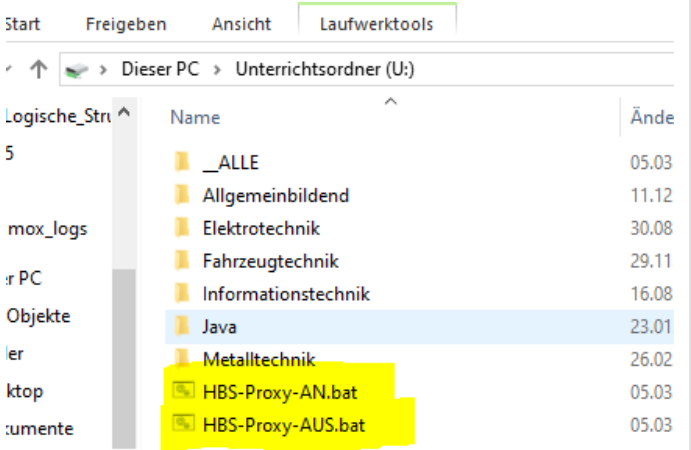 Start Freigeben Ansicht Laufwerktools
Dieser PC > Unterrichtsordner (U:)
Logische_Stru
5
mox_logs
er PC
Objekte
ler
ktop
cumente
Name Ände
__ALLE 05.03
Allgemeinbildend 11.12
Elektrotechnik 30.08
Fahrzeugtechnik 29.11
Informationstechnik 16.08
Java 23.01
Metalltechnik 26.02
HBS-Proxy-AN.bat 05.03
HBS-Proxy-AUS.bat 05.03